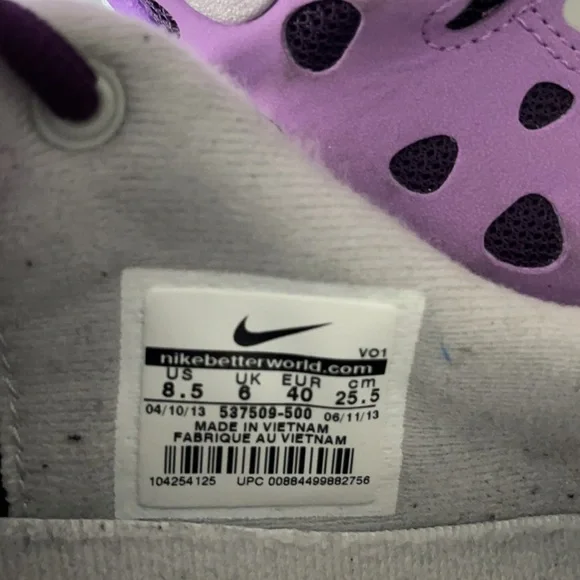 VO1
nikebetterworld.com
US UK EUR cm
8.5 6 40 25.5
04/10/13 537509-500 06/11/13
MADE IN VIETNAM
FABRIQUE AU VIETNAM
104254125 UPC 00884499882756